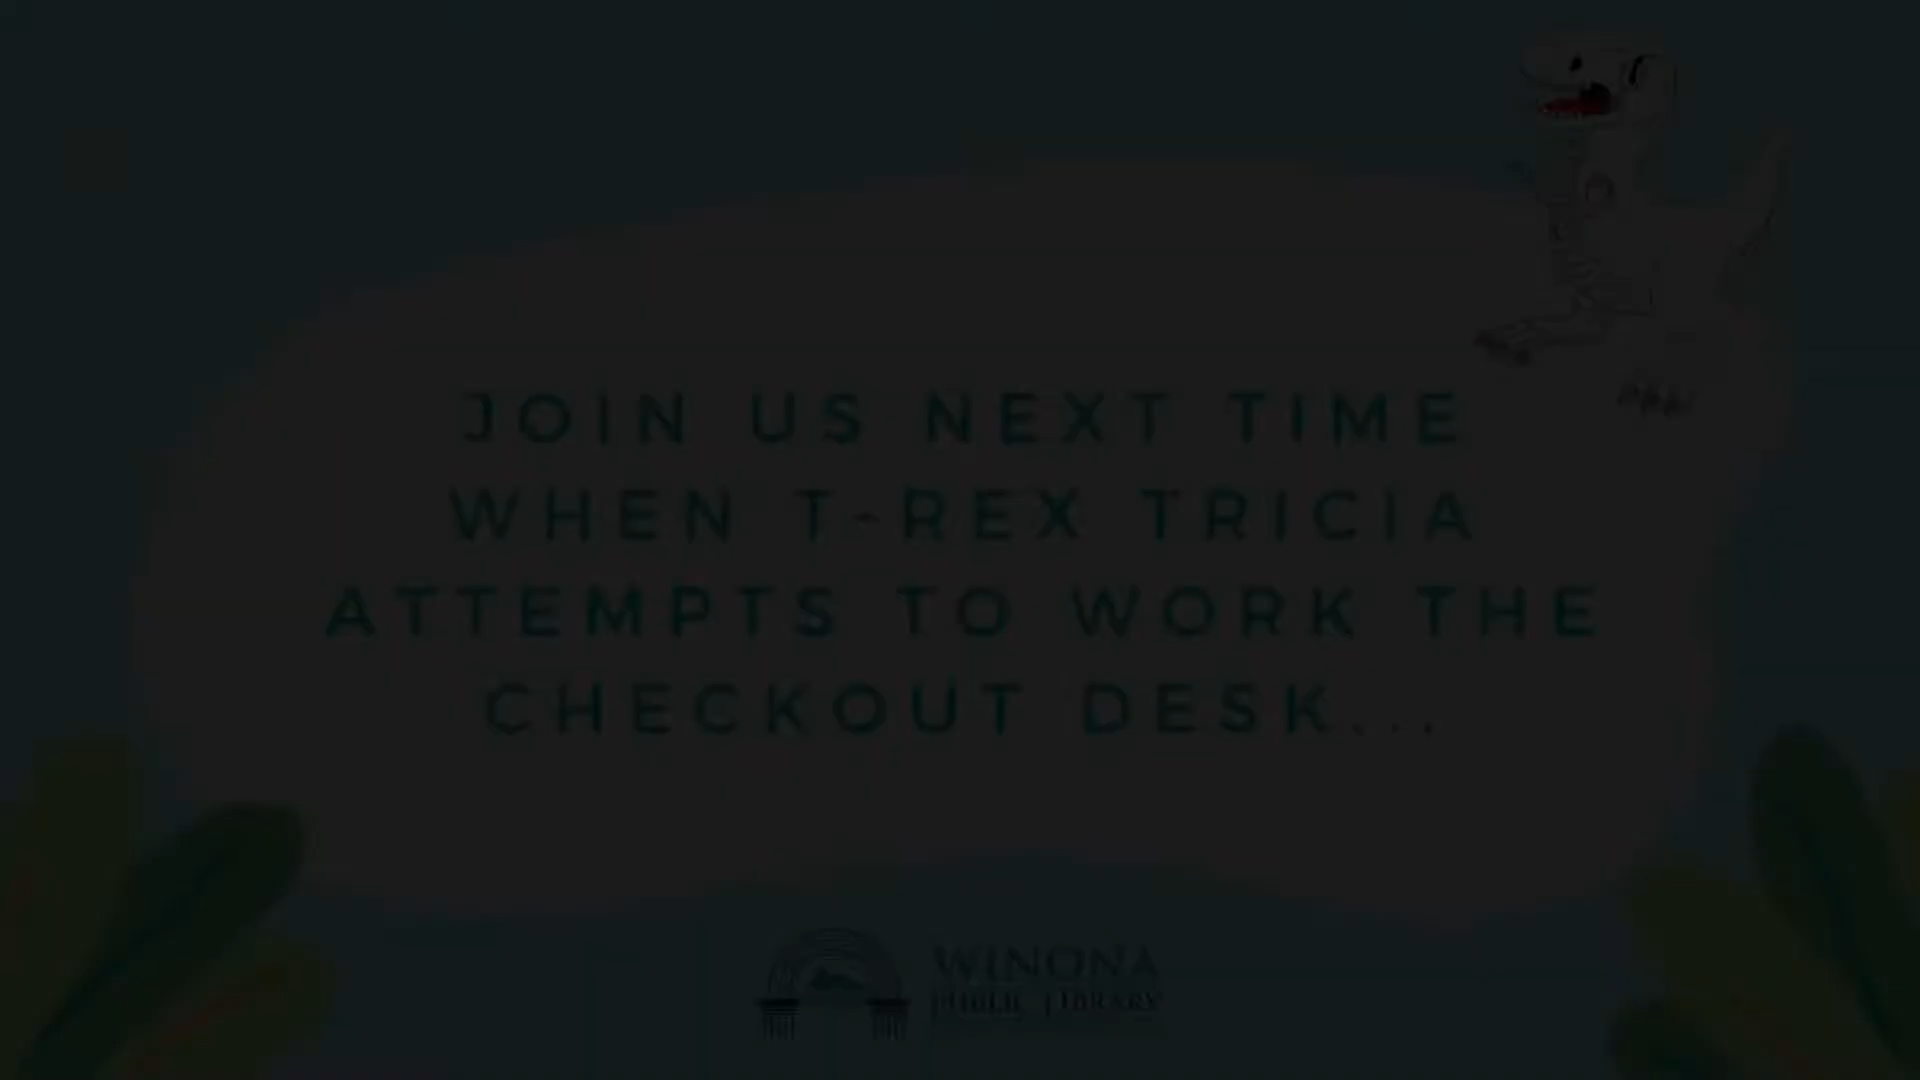 JOIN US NEXT TIME
WHEN T-REX TRICIA
ATTEMPTS TO WORK THE
CHECKOUT DESK...
WINONA
PUBLIC LIBRARY